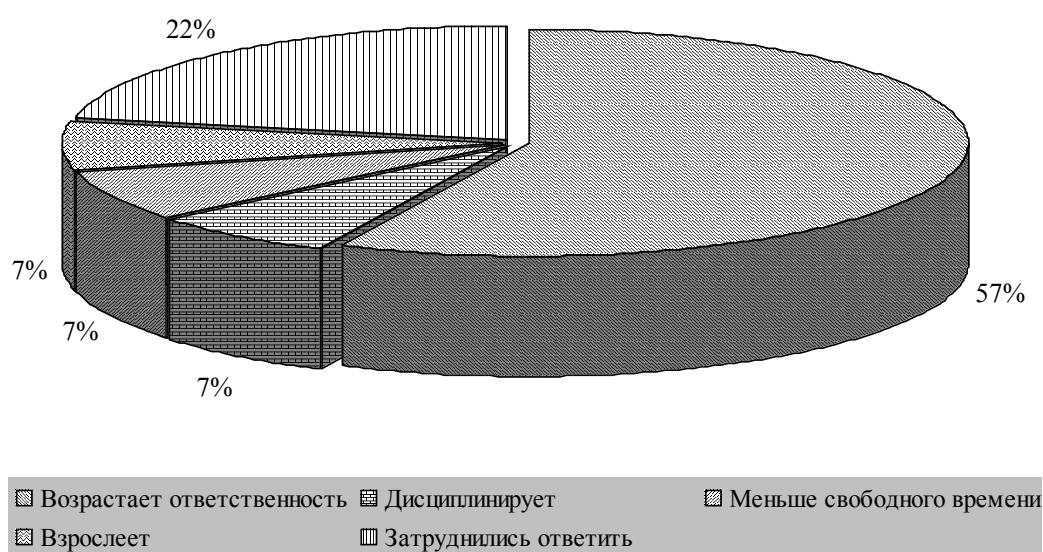 22%
57%
7%
7%
7%
Возрастает ответственность Дисциплинирует Меньше свободного времени
Взрослеет Затруднились ответить